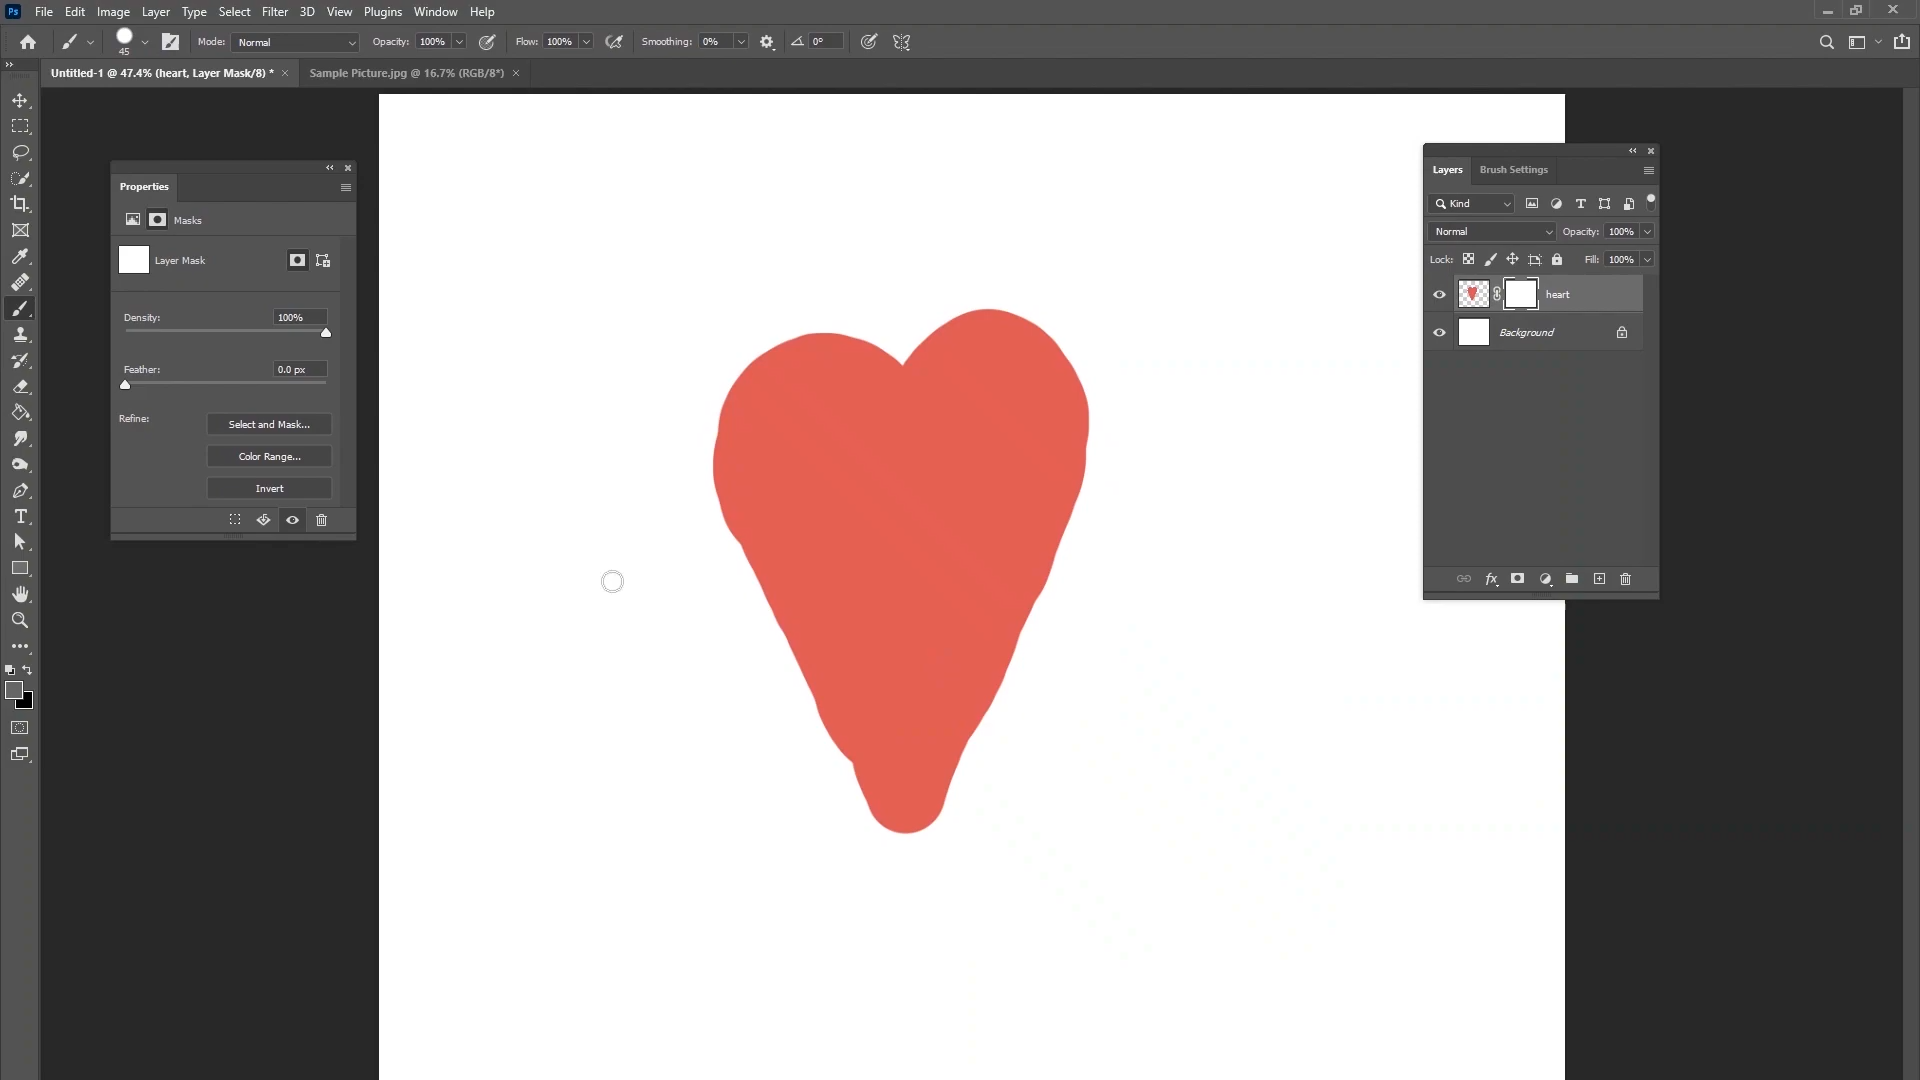 Ps File Edit Image Layer Type Select Filter 3D View Plugins Window Help
45 Mode: Normal Opacity: 100% Flow: 100% Smoothing: 0% 0°
Untitled-1 @ 47.4% (heart, Layer Mask/8) * Sample Picture.jpg @ 16.7% (RGB/8*)
Properties
Masks
Layer Mask
Density: 100%
Feather: 0.0 px
Refine: Select and Mask...
Color Range...
Invert
Layers Brush Settings
Kind
Normal Opacity: 100%
Lock: Fill: 100%
heart
Background